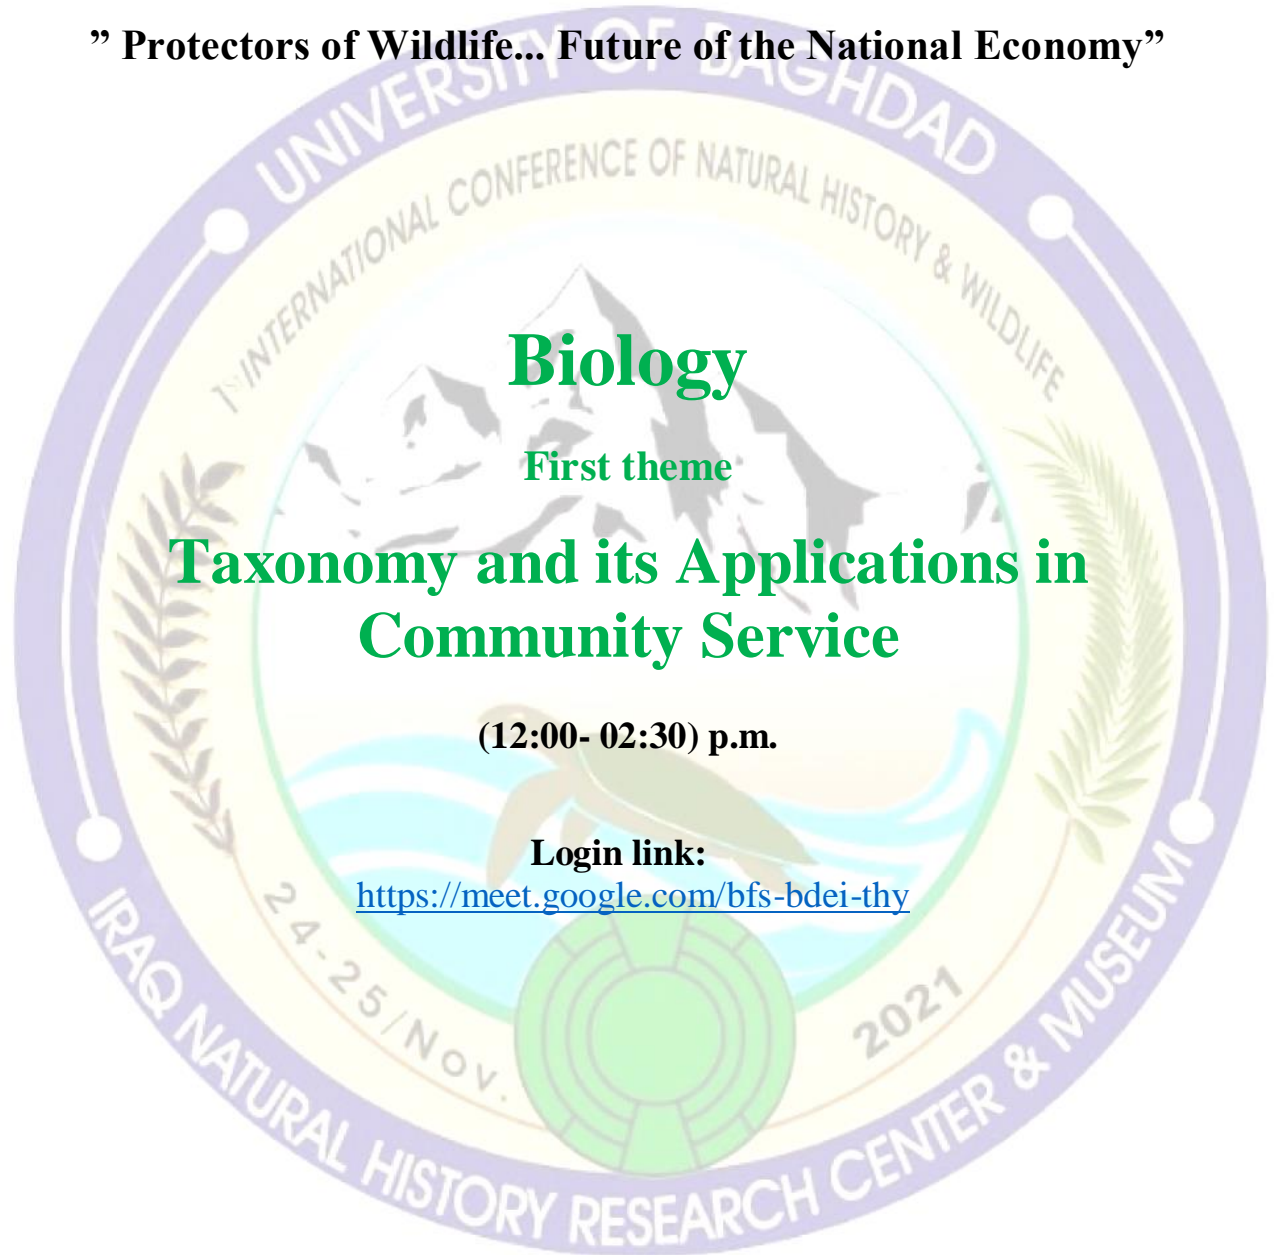 ” Protectors of Wildlife... Future of the National Economy”
UNIVERSITY OF BAGHDAD
1st INTERNATIONAL CONFERENCE OF NATURAL HISTORY & WILDLIFE
Biology
First theme
Taxonomy and its Applications in
Community Service
(12:00- 02:30) p.m.
Login link:
https://meet.google.com/bfs-bdei-thy
24-25/Nov. 2021
IRAQ NATURAL HISTORY RESEARCH CENTER & MUSEUM